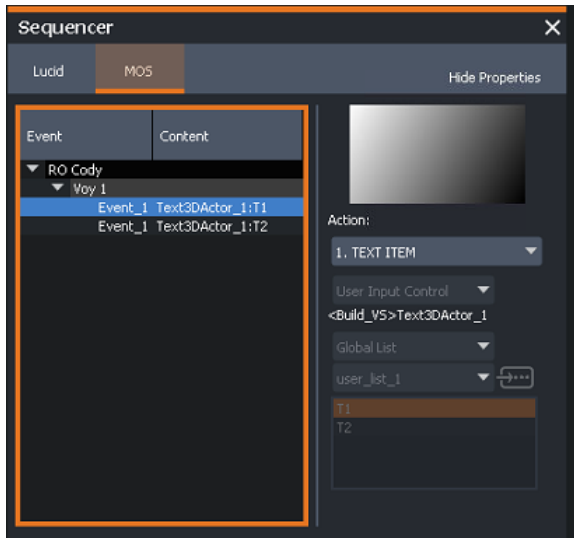 Sequencer
Lucid MOS Hide Properties
Event Content
RO Cody
Voy 1
Event_1 Text3DActor_1:T1
Event_1 Text3DActor_1:T2
Action:
1. TEXT ITEM
User Input Control
<Build_VS>Text3DActor_1
Global List
user_list_1
T1
T2